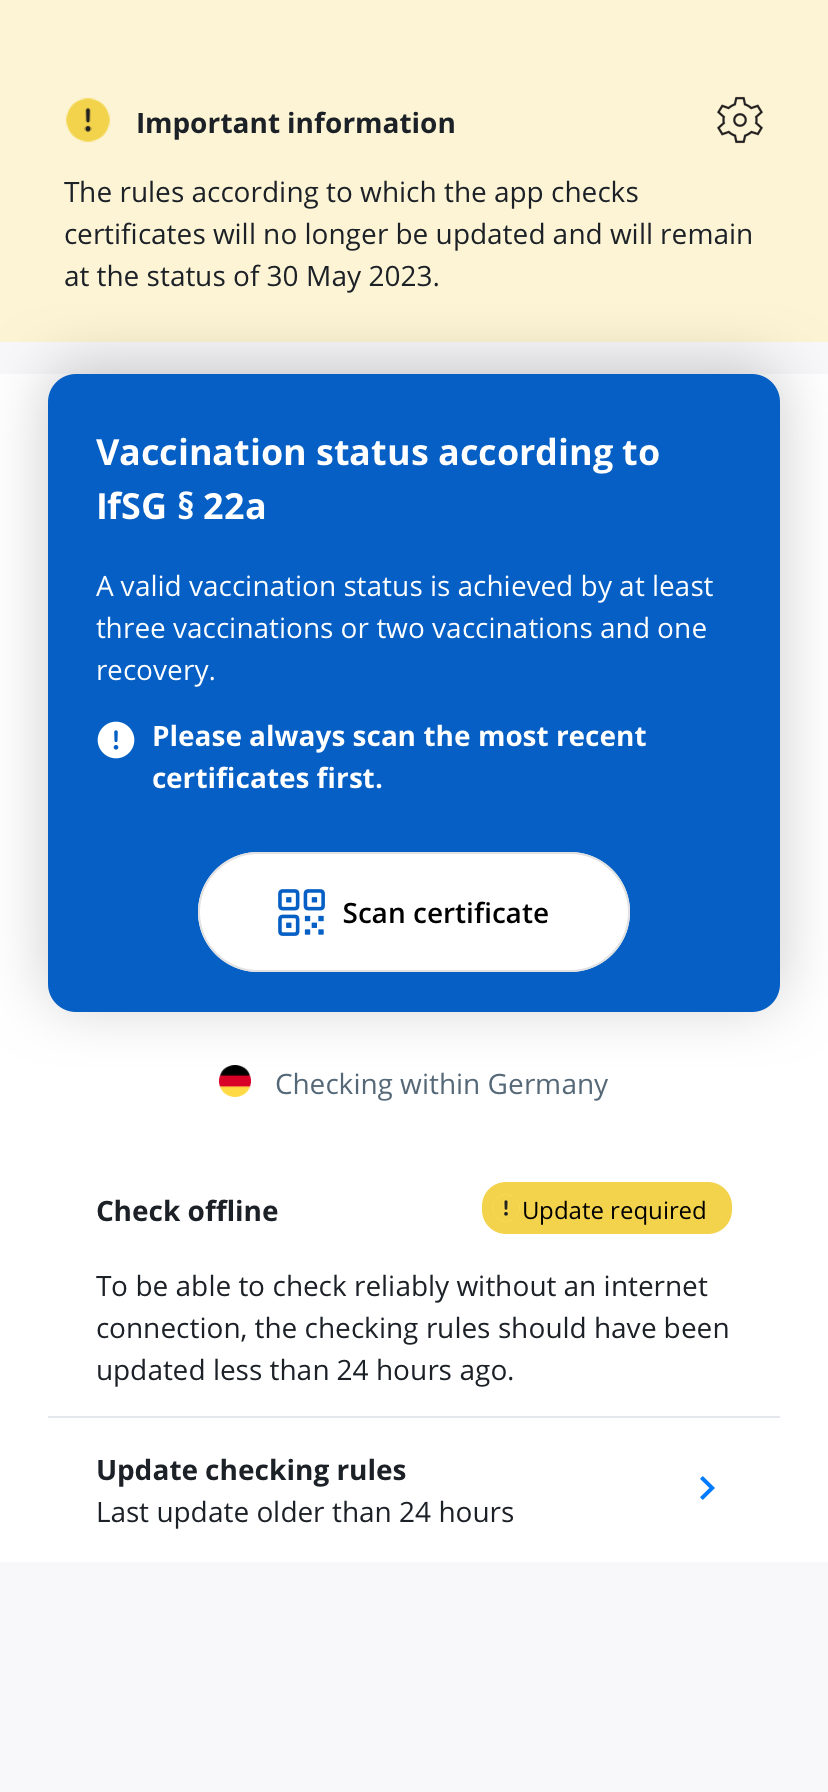 Important information
The rules according to which the app checks
certificates will no longer be updated and will remain
at the status of 30 May 2023.
Vaccination status according to
IfSG § 22a
A valid vaccination status is achieved by at least
three vaccinations or two vaccinations and one
recovery.
Please always scan the most recent
certificates first.
Scan certificate
Checking within Germany
Check offline
! Update required
To be able to check reliably without an internet
connection, the checking rules should have been
updated less than 24 hours ago.
Update checking rules
Last update older than 24 hours